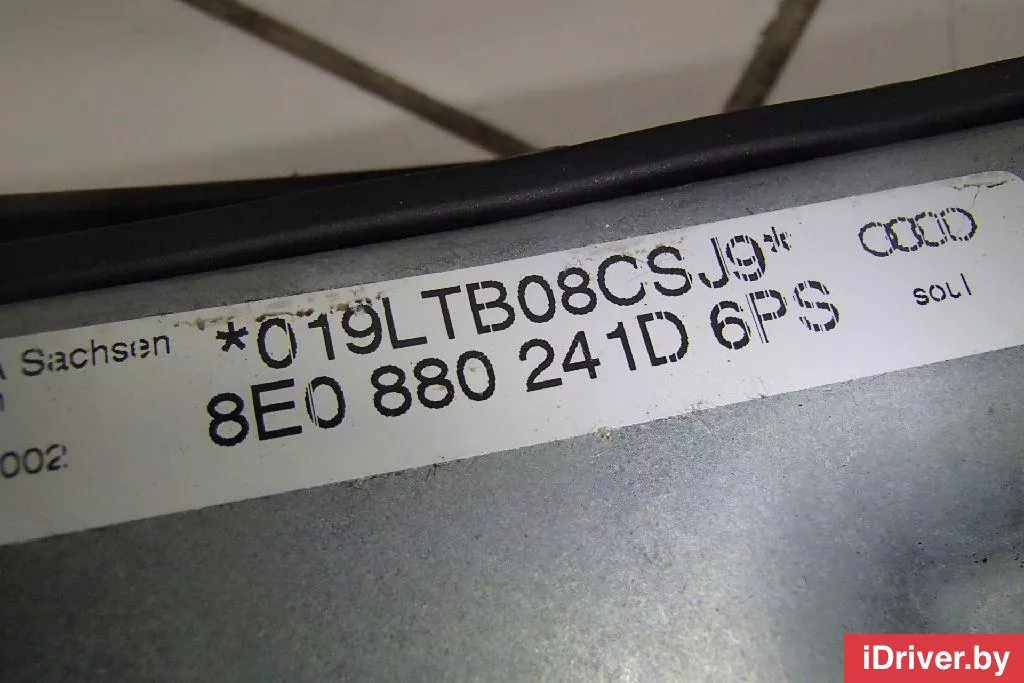 Sachsen
*019LTB08CSJ9*
8E0 880 241D 6PS
soul
002
iDriver.by